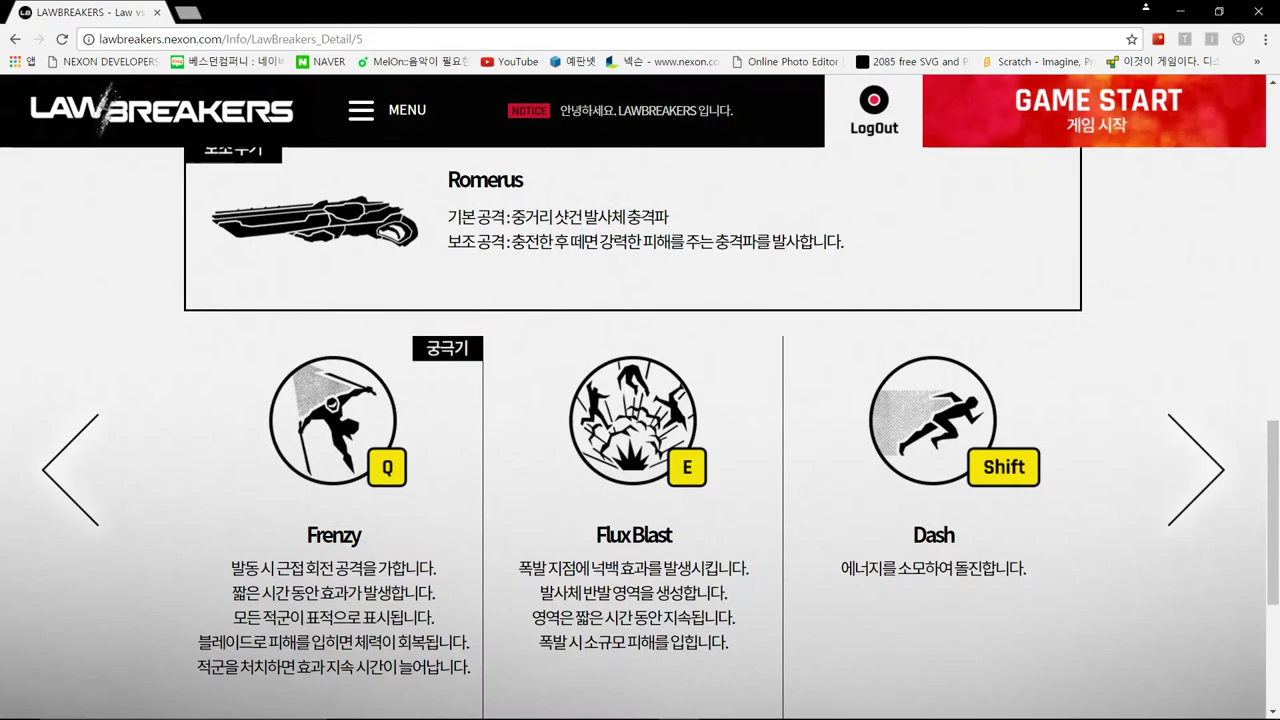 LAWBREAKERS - Law vs
lawbreakers.nexon.com/Info/LawBreakers_Detail/5
앱 NEXON DEVELOPERS 베스던컴퍼니 : 네이버 NAVER MelOn::음악이 필요한 YouTube 예판넷 넥슨 - www.nexon.co Online Photo Editor 2085 free SVG and P Scratch - Imagine, Pr 이것이 게임이다. 디스 »
LAWBREAKERS MENU NOTICE 안녕하세요. LAWBREAKERS 입니다. LogOut GAME START
게임 시작
보조 무기
Romerus
기본 공격 : 중거리 샷건 발사체 충격파
보조 공격 : 충전한 후 떼면 강력한 피해를 주는 충격파를 발사합니다.
궁극기
Q
E
Shift
Frenzy
발동 시 근접 회전 공격을 가합니다.
짧은 시간 동안 효과가 발생합니다.
모든 적군이 표적으로 표시됩니다.
블레이드로 피해를 입히면 체력이 회복됩니다.
적군을 처치하면 효과 지속 시간이 늘어납니다.
Flux Blast
폭발 지점에 넉백 효과를 발생시킵니다.
발사체 반발 영역을 생성합니다.
영역은 짧은 시간 동안 지속됩니다.
폭발 시 소규모 피해를 입힙니다.
Dash
에너지를 소모하여 돌진합니다.